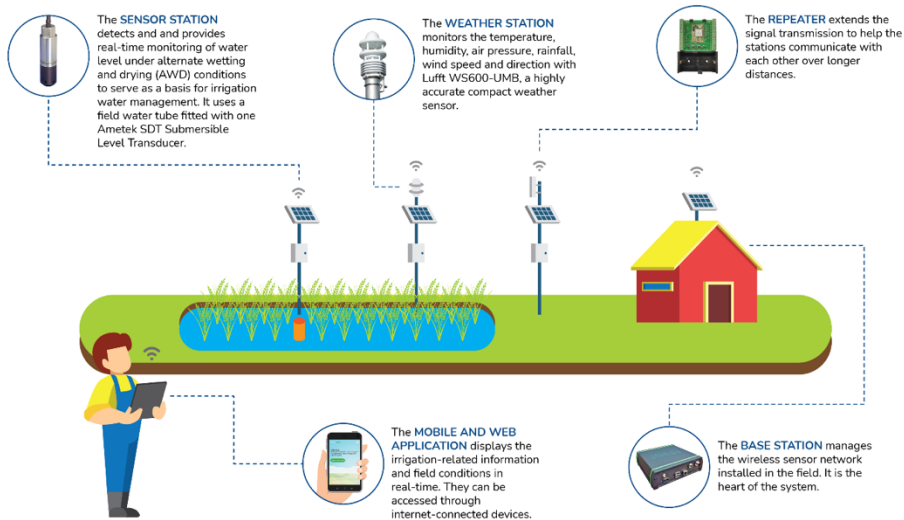 The SENSOR STATION
detects and and provides
real-time monitoring of water
level under alternate wetting
and drying (AWD) conditions
to serve as a basis for irrigation
water management. It uses a
field water tube fitted with one
Ametek SDT Submersible
Level Transducer.
The WEATHER STATION
monitors the temperature,
humidity, air pressure, rainfall,
wind speed and direction with
Lufft WS600-UMB, a highly
accurate compact weather
sensor.
The REPEATER extends the
signal transmission to help the
stations communicate with
each other over longer
distances.
The MOBILE AND WEB
APPLICATION displays the
irrigation-related information
and field conditions in
real-time. They can be
accessed through
internet-connected devices.
The BASE STATION manages
the wireless sensor network
installed in the field. It is the
heart of the system.